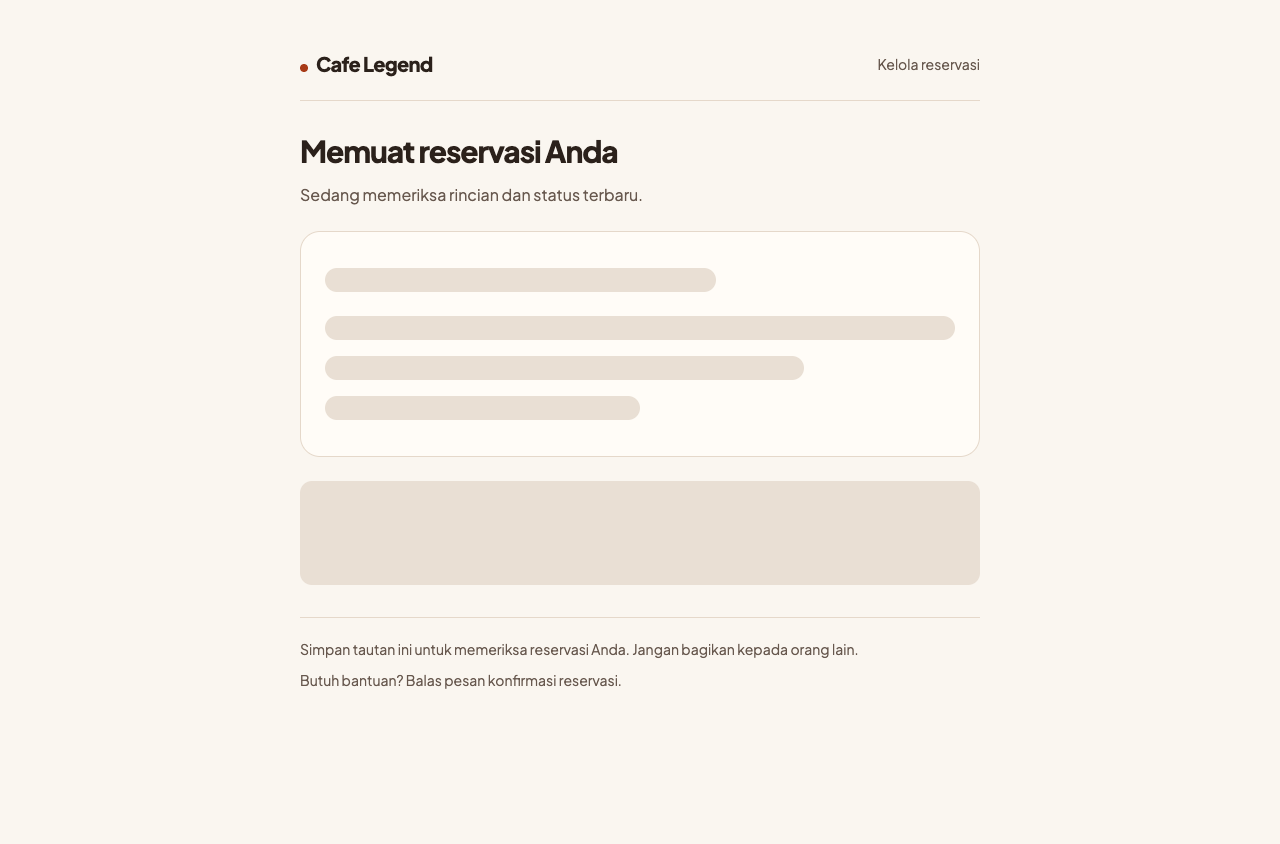 Cafe Legend
Kelola reservasi
Memuat reservasi Anda
Sedang memeriksa rincian dan status terbaru.
Simpan tautan ini untuk memeriksa reservasi Anda. Jangan bagikan kepada orang lain.
Butuh bantuan? Balas pesan konfirmasi reservasi.